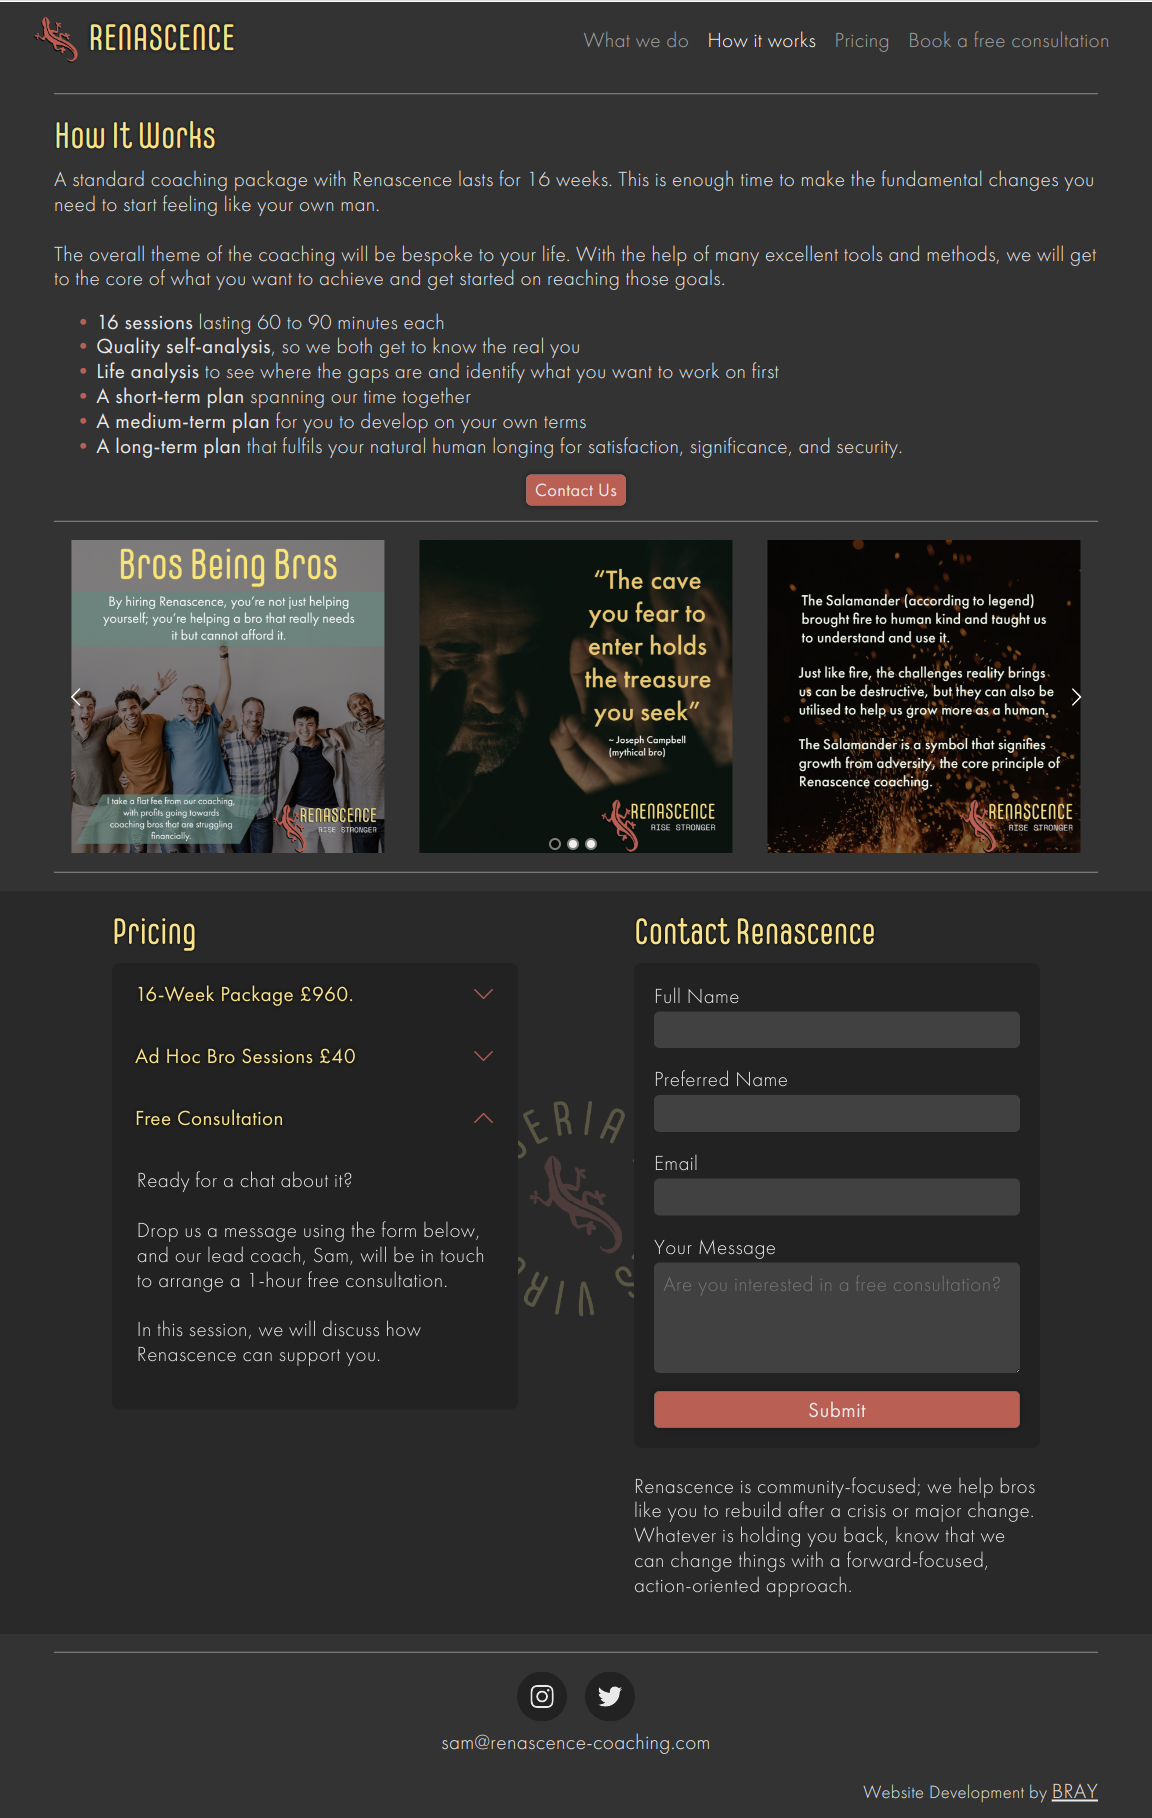 RENASCENCE
What we do How it works Pricing Book a free consultation
How It Works
A standard coaching package with Renascence lasts for 16 weeks. This is enough time to make the fundamental changes you
need to start feeling like your own man.
The overall theme of the coaching will be bespoke to your life. With the help of many excellent tools and methods, we will get
to the core of what you want to achieve and get started on reaching those goals.
• 16 sessions lasting 60 to 90 minutes each
• Quality self-analysis, so we both get to know the real you
• Life analysis to see where the gaps are and identify what you want to work on first
• A short-term plan spanning our time together
• A medium-term plan for you to develop on your own terms
• A long-term plan that fulfils your natural human longing for satisfaction, significance, and security.
Contact Us
Bros Being Bros
By hiring Renascence, you're not just helping
yourself; you're helping a bro that really needs
it but cannot afford it.
I take a flat fee from our coaching,
with profits going towards
coaching bros that are struggling
financially.
RENASCENCE
RISE STRONGER
“The cave
you fear to
enter holds
the treasure
you seek”
~ Joseph Campbell
(mythical bro)
RENASCENCE
RISE STRONGER
The Salamander (according to legend)
brought fire to human kind and taught us
to understand and use it.
Just like fire, the challenges reality brings
us can be destructive, but they can also be
utilised to help us grow more as a human.
The Salamander is a symbol that signifies
growth from adversity, the core principle of
Renascence coaching.
RENASCENCE
RISE STRONGER
Pricing
16-Week Package £960.
Ad Hoc Bro Sessions £40
Free Consultation
Ready for a chat about it?
Drop us a message using the form below,
and our lead coach, Sam, will be in touch
to arrange a 1-hour free consultation.
In this session, we will discuss how
Renascence can support you.
Contact Renascence
Full Name
Preferred Name
Email
Your Message
Are you interested in a free consultation?
Submit
Renascence is community-focused; we help bros
like you to rebuild after a crisis or major change.
Whatever is holding you back, know that we
can change things with a forward-focused,
action-oriented approach.
sam@renascence-coaching.com
Website Development by BRAY